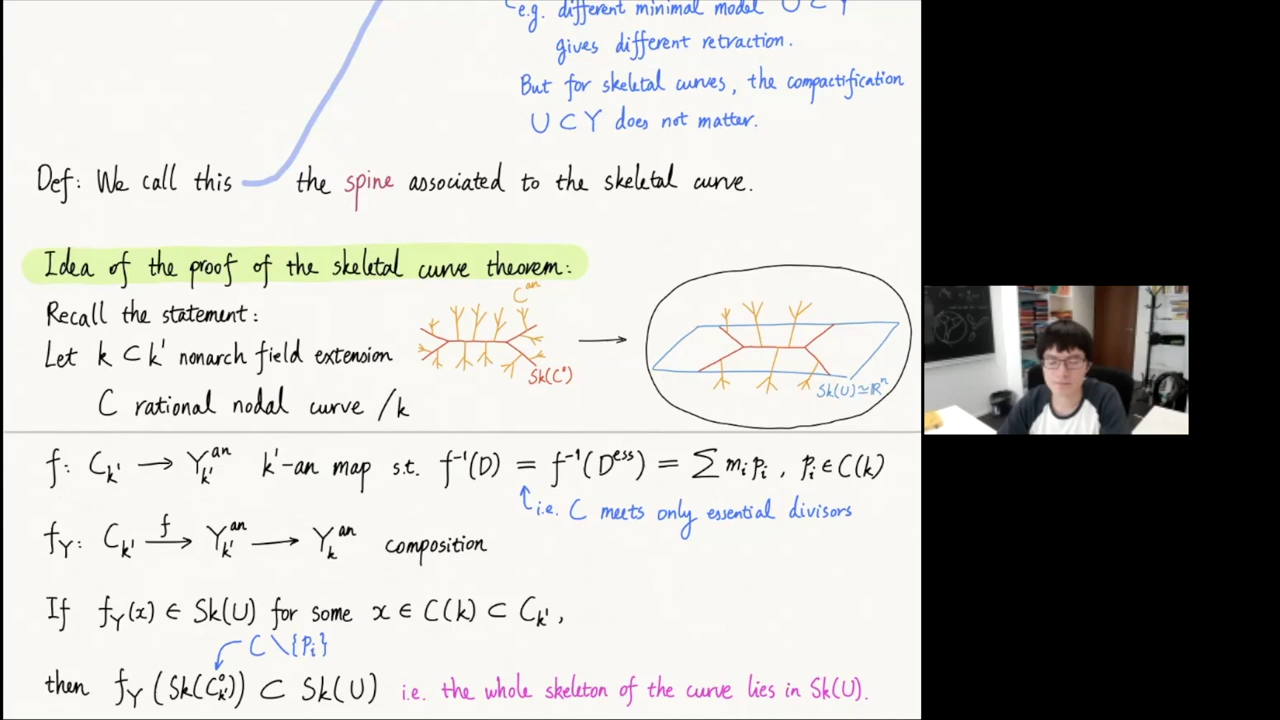 e.g. different minimal model U ⊂ Y
gives different retraction.
But for skeletal curves, the compactification
U ⊂ Y does not matter.
Def: We call this the spine associated to the skeletal curve.
Idea of the proof of the skeletal curve theorem:
Recall the statement:
Let k ⊂ k' nonarch field extension
C rational nodal curve /k
C^an
Sk(C°)
Sk(U) ≃ ℝ^n
f: C_k' → Y_k'^an k'-an map s.t. f⁻¹(D) = f⁻¹(D^ess) = ∑ m_i p_i, p_i ∈ C(k)
i.e. C meets only essential divisors
f_Y: C_k' →^f Y_k'^an → Y_k^an composition
If f_Y(x) ∈ Sk(U) for some x ∈ C(k) ⊂ C_k',
C \ {p_i}
then f_Y(Sk(C°_k')) ⊂ Sk(U) i.e. the whole skeleton of the curve lies in Sk(U).